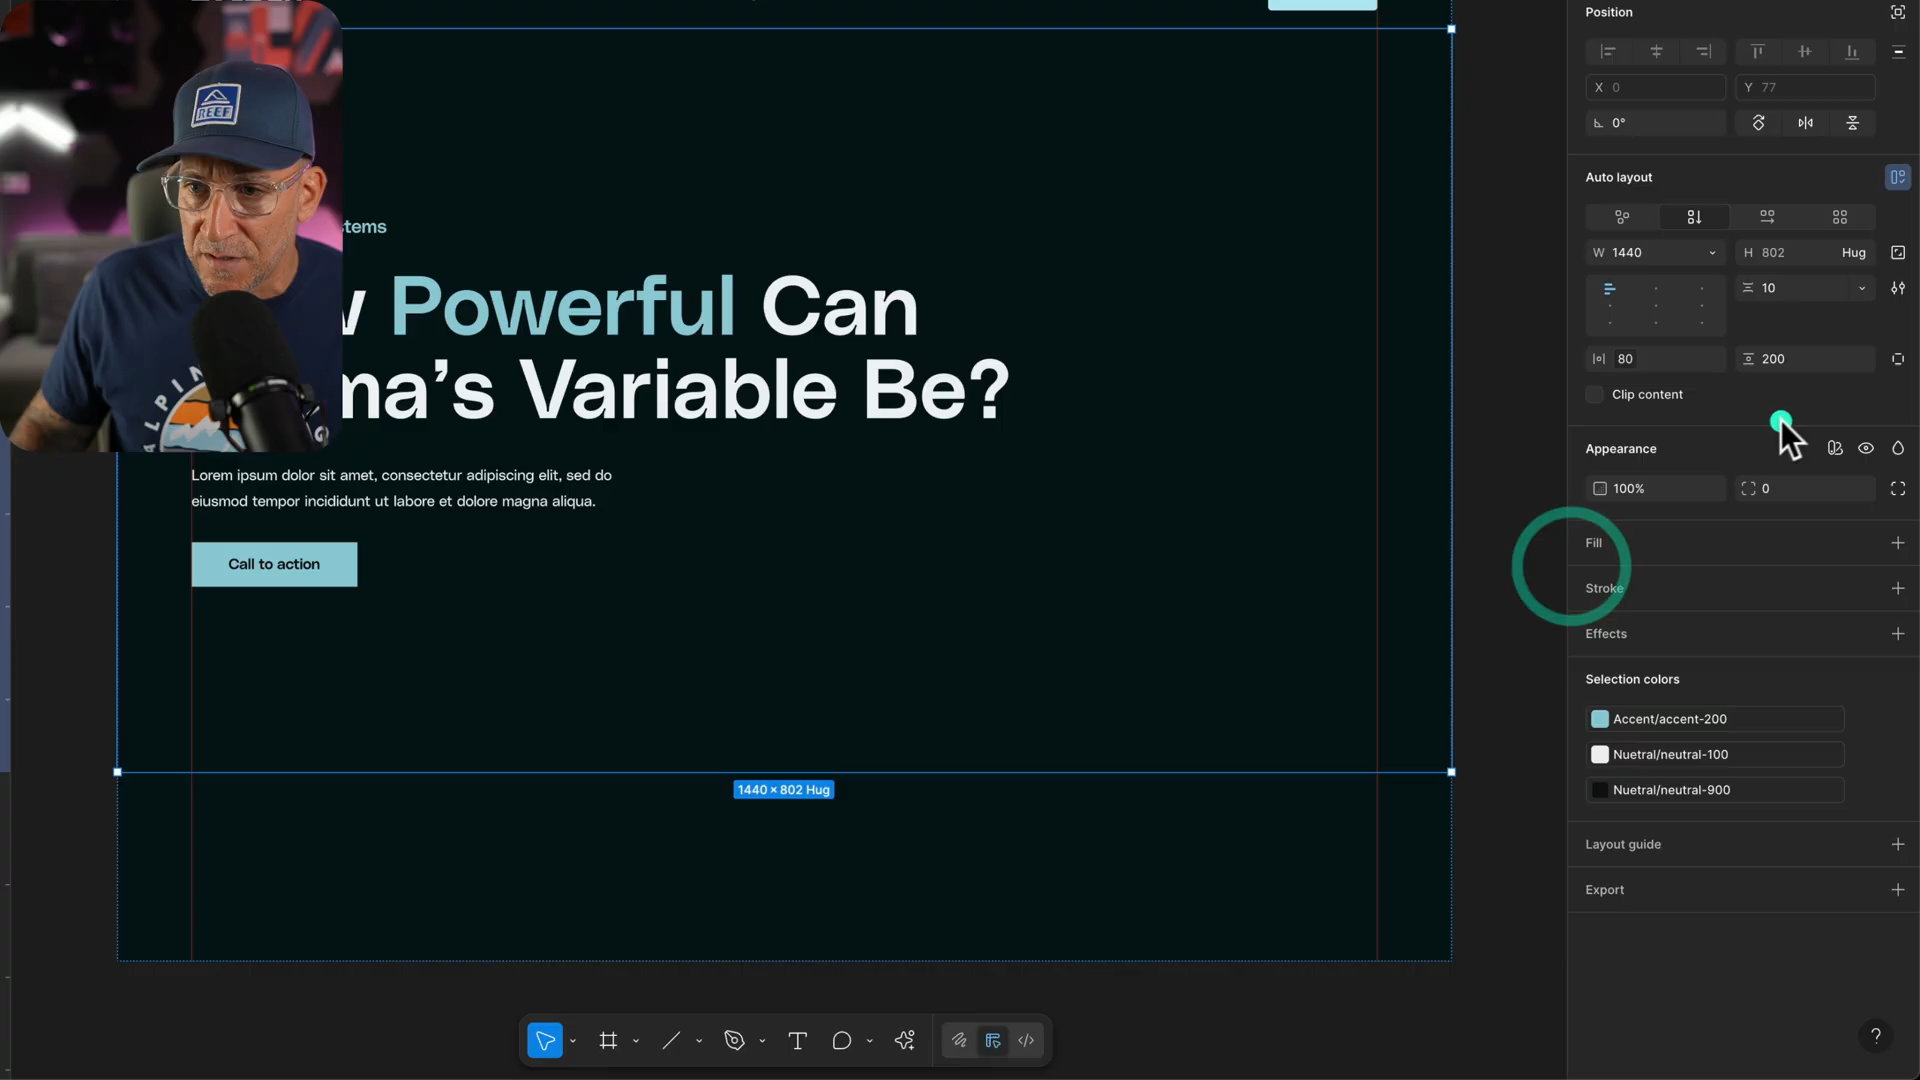 Position
X 0
Y 77
0°
REEF
Auto layout
stems
W 1440
H 802 Hug
10
Powerful Can
ma's Variable Be?
80
200
ALPIN
Clip content
Appearance
Lorem ipsum dolor sit amet, consectetur adipiscing elit, sed do
eiusmod tempor incididunt ut labore et dolore magna aliqua.
100%
0
Call to action
Fill
Stroke
Effects
Selection colors
Accent/accent-200
Nuetral/neutral-100
Nuetral/neutral-900
1440 × 802 Hug
Layout guide
Export
?